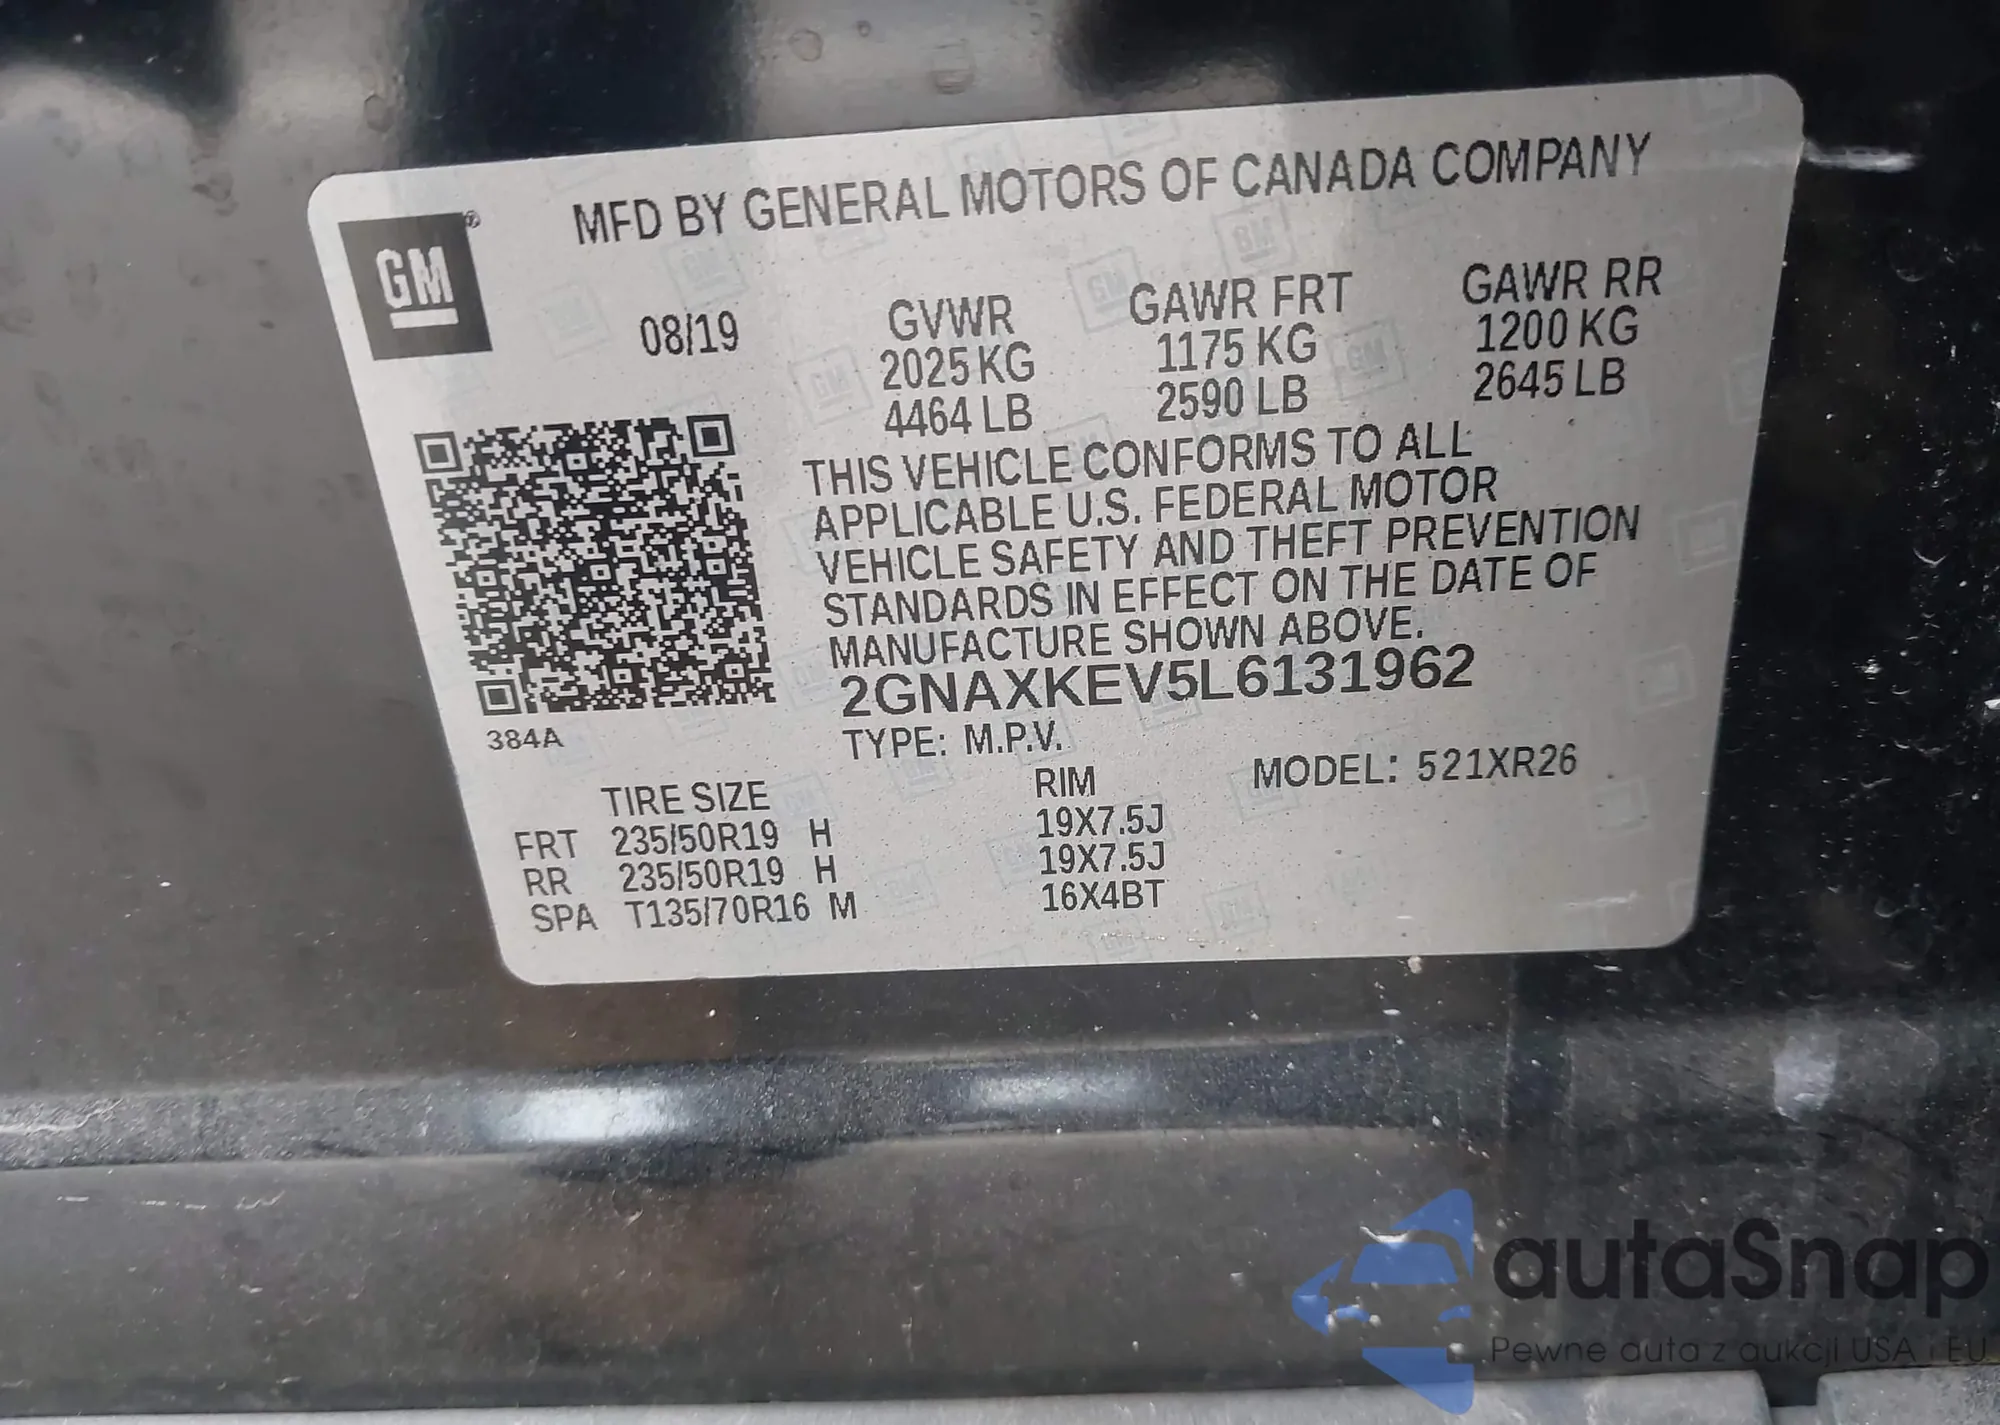 GM®
MFD BY GENERAL MOTORS OF CANADA COMPANY
08/19
GVWR
2025 KG
4464 LB
GAWR FRT
1175 KG
2590 LB
GAWR RR
1200 KG
2645 LB
THIS VEHICLE CONFORMS TO ALL
APPLICABLE U.S. FEDERAL MOTOR
VEHICLE SAFETY AND THEFT PREVENTION
STANDARDS IN EFFECT ON THE DATE OF
MANUFACTURE SHOWN ABOVE.
2GNAXKEV5L6131962
384A
TYPE: M.P.V.
MODEL: 521XR26
TIRE SIZE RIM
FRT 235/50R19 H 19X7.5J
RR 235/50R19 H 19X7.5J
SPA T135/70R16 M 16X4BT
autaSnap
Pewne auta z aukcji USA i EU